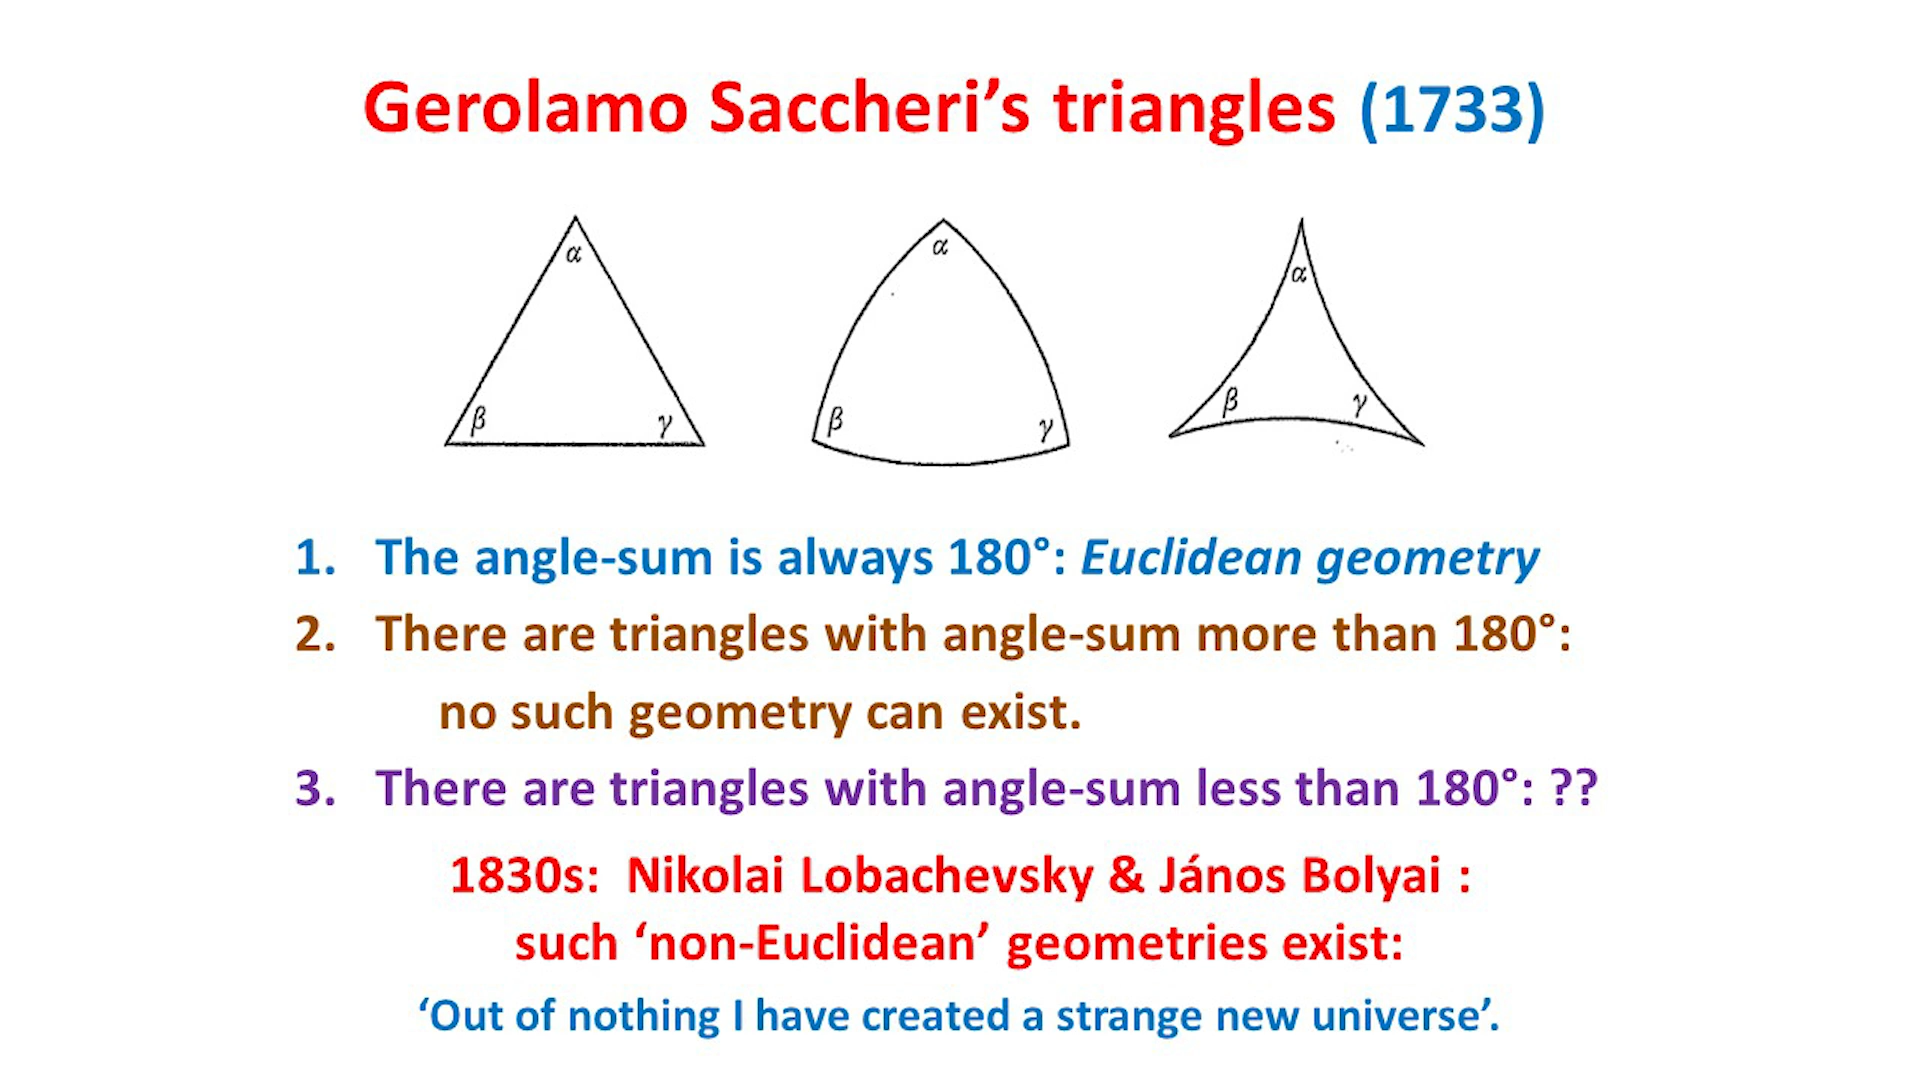 Gerolamo Saccheri’s triangles (1733)
α α α
β γ β γ β γ
1. The angle-sum is always 180°: Euclidean geometry
2. There are triangles with angle-sum more than 180°:
no such geometry can exist.
3. There are triangles with angle-sum less than 180°: ??
1830s: Nikolai Lobachevsky & János Bolyai :
such ‘non-Euclidean’ geometries exist:
‘Out of nothing I have created a strange new universe’.